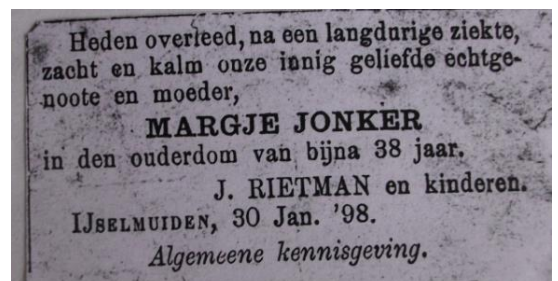 Heden overleed, na een langdurige ziekte,
zacht en kalm onze innig geliefde echtge-
noote en moeder,
MARGJE JONKER
in den ouderdom van bijna 38 jaar.
J. RIETMAN en kinderen.
IJSELMUIDEN, 30 Jan. '98.
Algemeene kennisgeving.